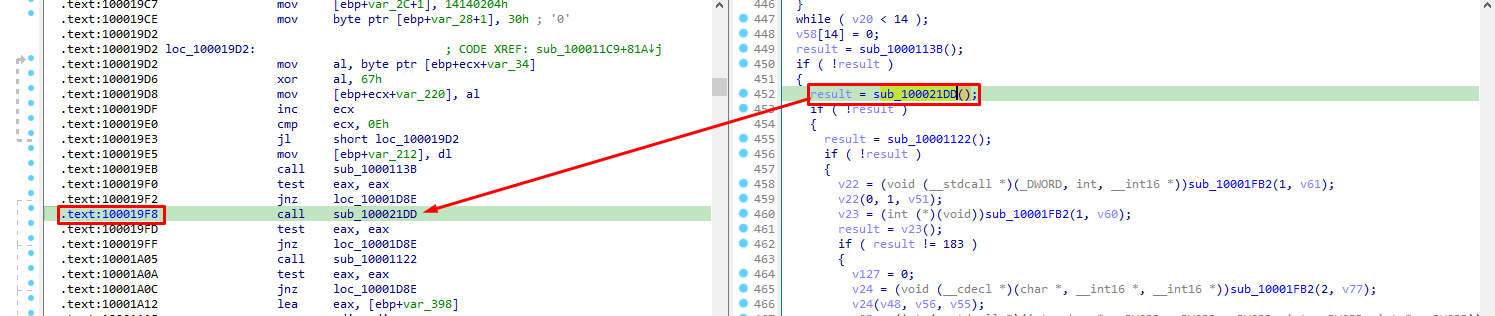 .text:100019C7 mov [ebp+var_2C+1], 14140204h
.text:100019CE mov byte ptr [ebp+var_28+1], 30h ; '0'
.text:100019D2
.text:100019D2 loc_100019D2: ; CODE XREF: sub_100011C9+81A↓j
.text:100019D2 mov al, byte ptr [ebp+ecx+var_34]
.text:100019D6 xor al, 67h
.text:100019D8 mov [ebp+ecx+var_220], al
.text:100019DF inc ecx
.text:100019E0 cmp ecx, 0Eh
.text:100019E3 jl short loc_100019D2
.text:100019E5 mov [ebp+var_212], dl
.text:100019EB call sub_1000113B
.text:100019F0 test eax, eax
.text:100019F2 jnz loc_10001D8E
.text:100019F8 call sub_100021DD
.text:100019FD test eax, eax
.text:100019FF jnz loc_10001D8E
.text:10001A05 call sub_10001122
.text:10001A0A test eax, eax
.text:10001A0C jnz loc_10001D8E
.text:10001A12 lea eax, [ebp+var_398]
446 }
447 while ( v20 < 14 );
448 v58[14] = 0;
449 result = sub_1000113B();
450 if ( !result )
451 {
452 result = sub_100021DD();
453 if ( !result )
454 {
455 result = sub_10001122();
456 if ( !result )
457 {
458 v22 = (void (__stdcall *)(_DWORD, int, __int16 *))sub_10001FB2(1, v61);
459 v22(0, 1, v51);
460 v23 = (int (*)(void))sub_10001FB2(1, v60);
461 result = v23();
462 if ( result != 183 )
463 {
464 v127 = 0;
465 v24 = (void (__cdecl *)(char *, __int16 *, __int16 *))sub_10001FB2(2, v77);
466 v24(v48, v56, v55);